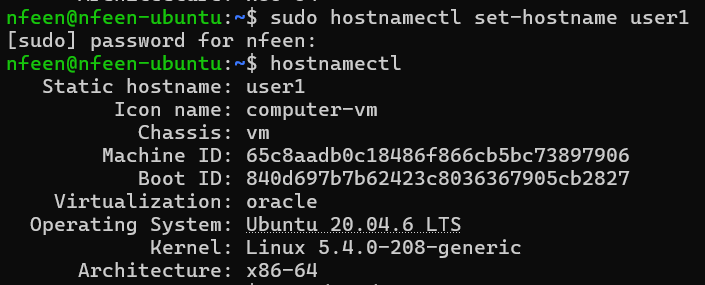 nfeen@nfeen-ubuntu:~$ sudo hostnamectl set-hostname user1
[sudo] password for nfeen:
nfeen@nfeen-ubuntu:~$ hostnamectl
Static hostname: user1
Icon name: computer-vm
Chassis: vm
Machine ID: 65c8aadb0c18486f866cb5bc73897906
Boot ID: 840d697b7b62423c8036367905cb2827
Virtualization: oracle
Operating System: Ubuntu 20.04.6 LTS
Kernel: Linux 5.4.0-208-generic
Architecture: x86-64